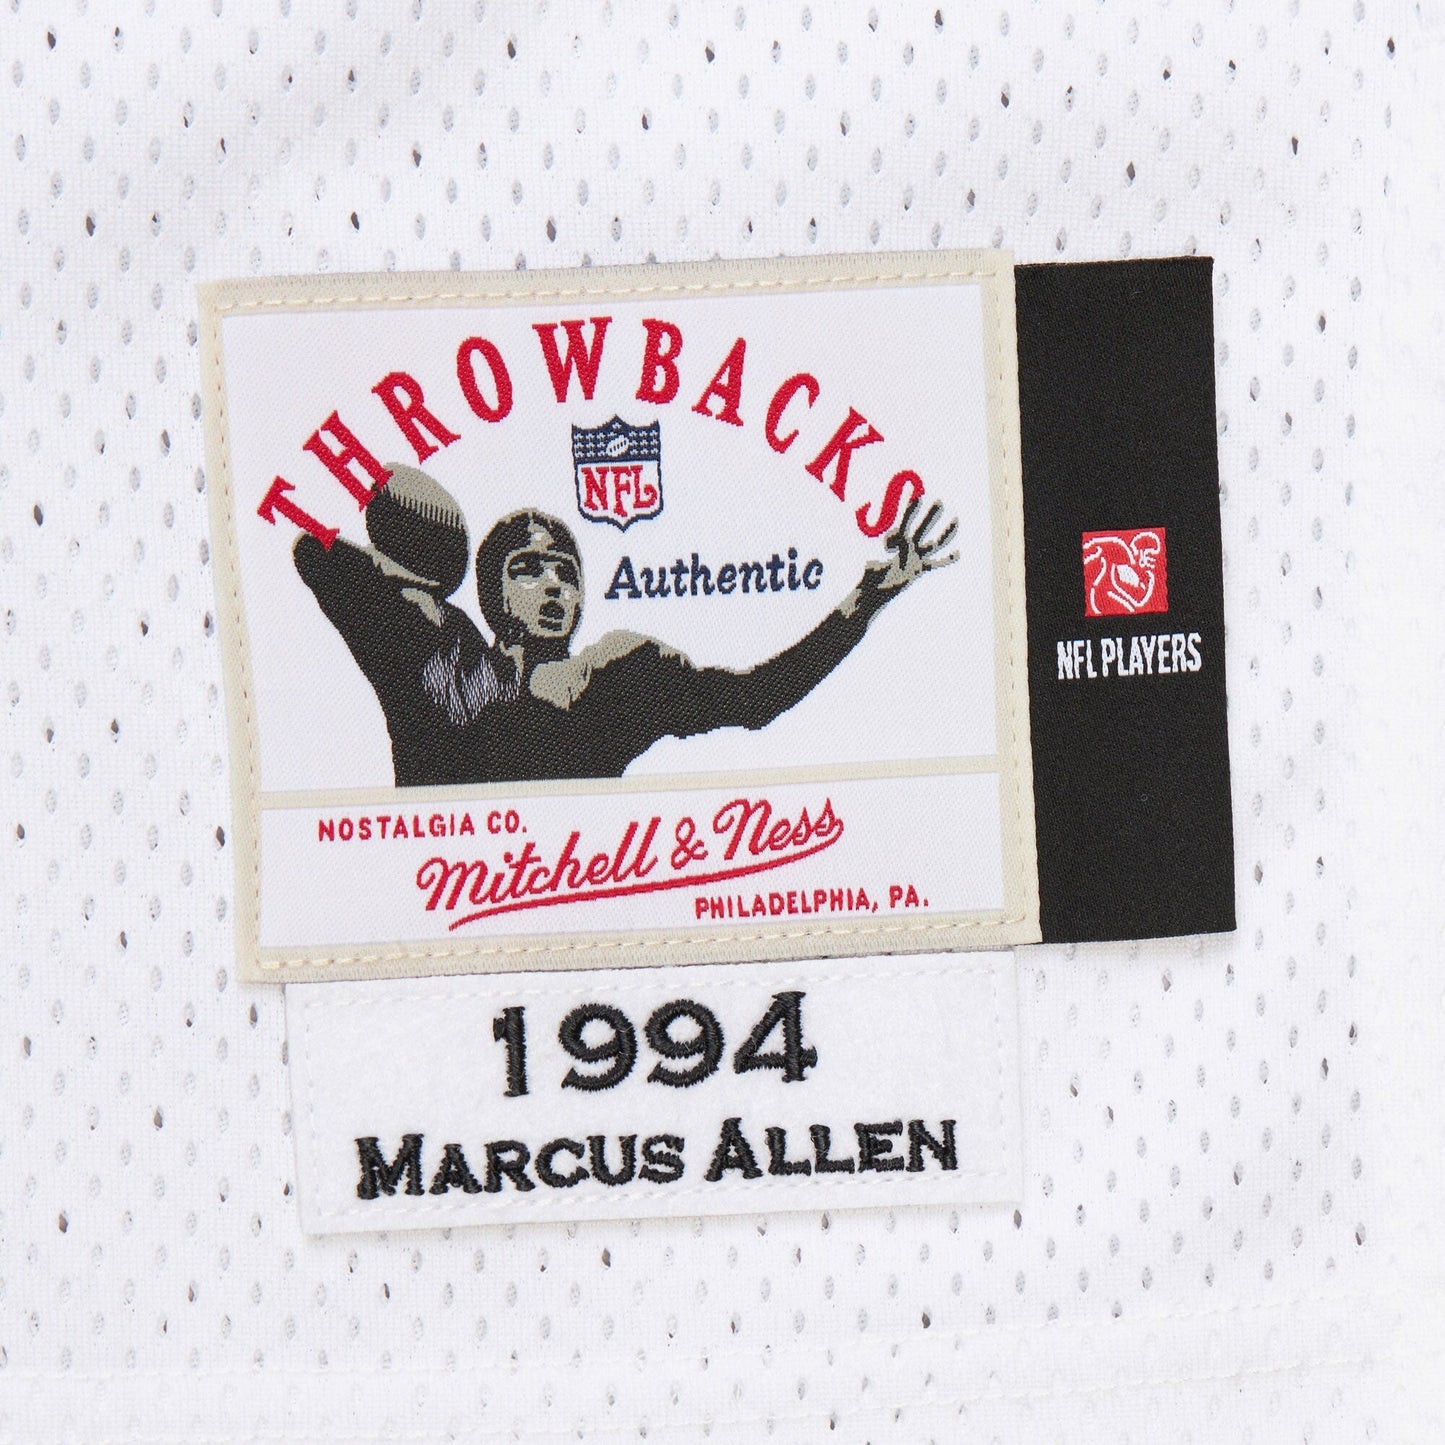 THROWBACKS
NFL
Authentic
NFL PLAYERS
NOSTALGIA CO.
Mitchell & Ness
PHILADELPHIA, PA.
1994
MARCUS ALLEN